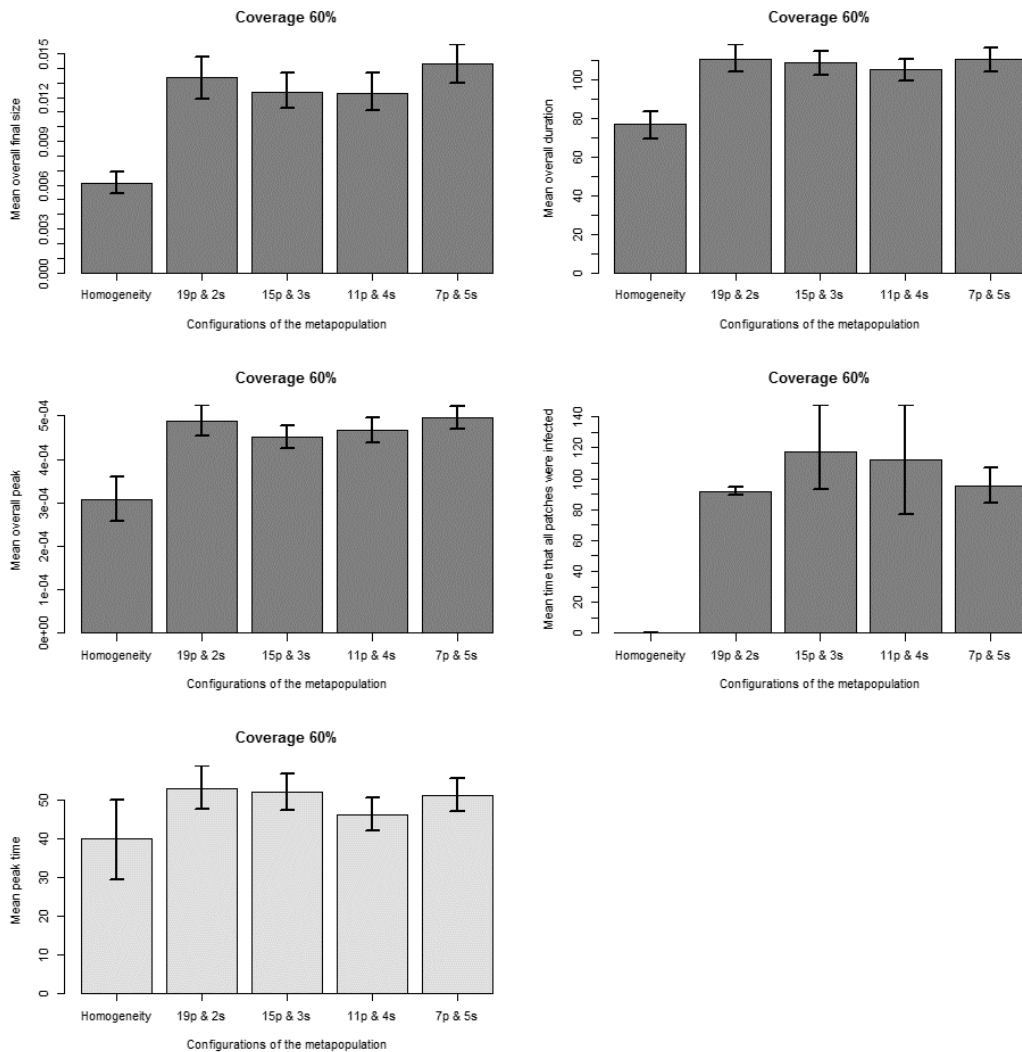 Coverage 60%
Mean overall final size
0.000 0.003 0.006 0.009 0.012 0.015
Homogeneity 19p & 2s 15p & 3s 11p & 4s 7p & 5s
Configurations of the metapopulation
Coverage 60%
Mean overall duration
0 20 40 60 80 100
Homogeneity 19p & 2s 15p & 3s 11p & 4s 7p & 5s
Configurations of the metapopulation
Coverage 60%
Mean overall peak
0e+00 1e-04 2e-04 3e-04 4e-04 5e-04
Homogeneity 19p & 2s 15p & 3s 11p & 4s 7p & 5s
Configurations of the metapopulation
Coverage 60%
Mean time that all patches were infected
0 20 40 60 80 100 120 140
Homogeneity 19p & 2s 15p & 3s 11p & 4s 7p & 5s
Configurations of the metapopulation
Coverage 60%
Mean peak time
0 10 20 30 40 50
Homogeneity 19p & 2s 15p & 3s 11p & 4s 7p & 5s
Configurations of the metapopulation